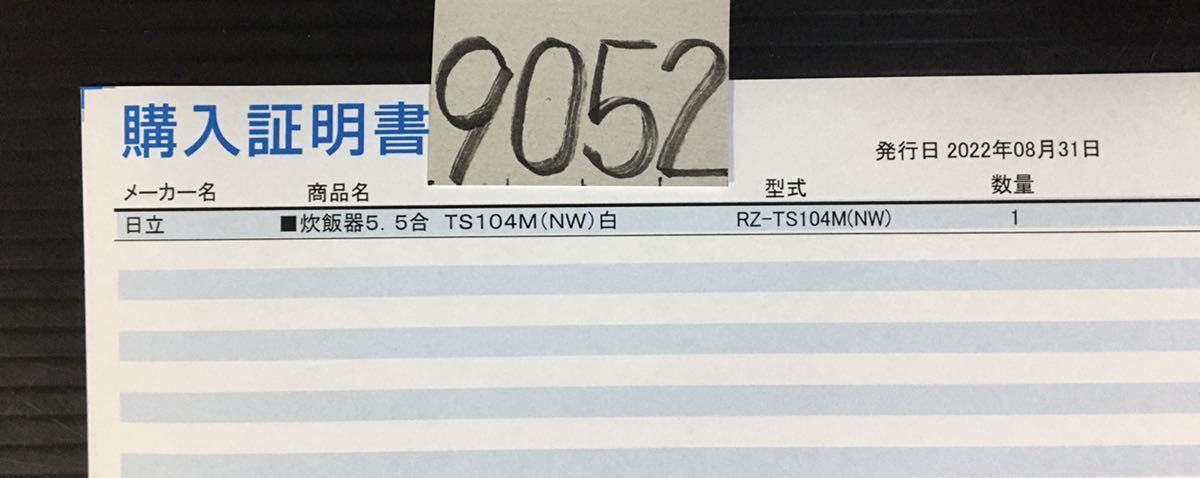 9052
購入証明書
発行日 2022年08月31日
メーカー名 商品名 型式 数量
日立 ■炊飯器5.5合 TS104M(NW)白 RZ-TS104M(NW) 1